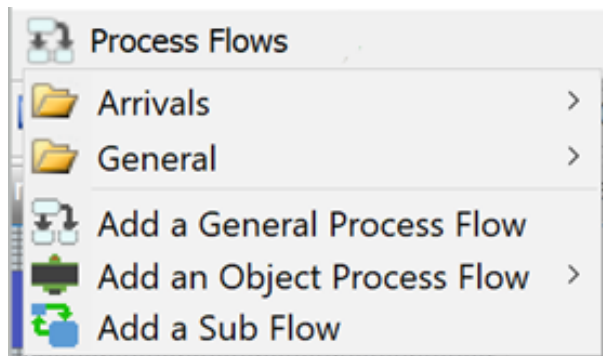 Process Flows
Arrivals
General
Add a General Process Flow
Add an Object Process Flow
Add a Sub Flow